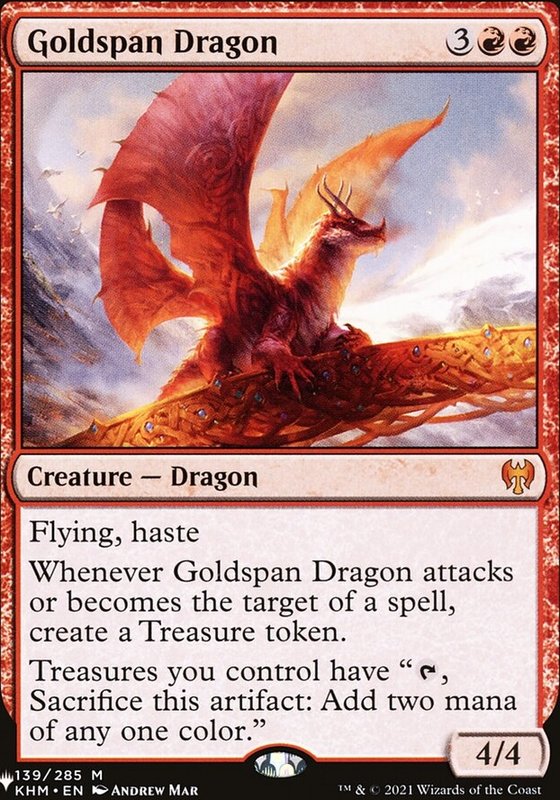 Goldspan Dragon 3
Creature — Dragon
Flying, haste
Whenever Goldspan Dragon attacks
or becomes the target of a spell,
create a Treasure token.
Treasures you control have “ ,
Sacrifice this artifact: Add two mana
of any one color.”
4/4
139/285 M
KHM • EN Andrew Mar
™ & © 2021 Wizards of the Coast